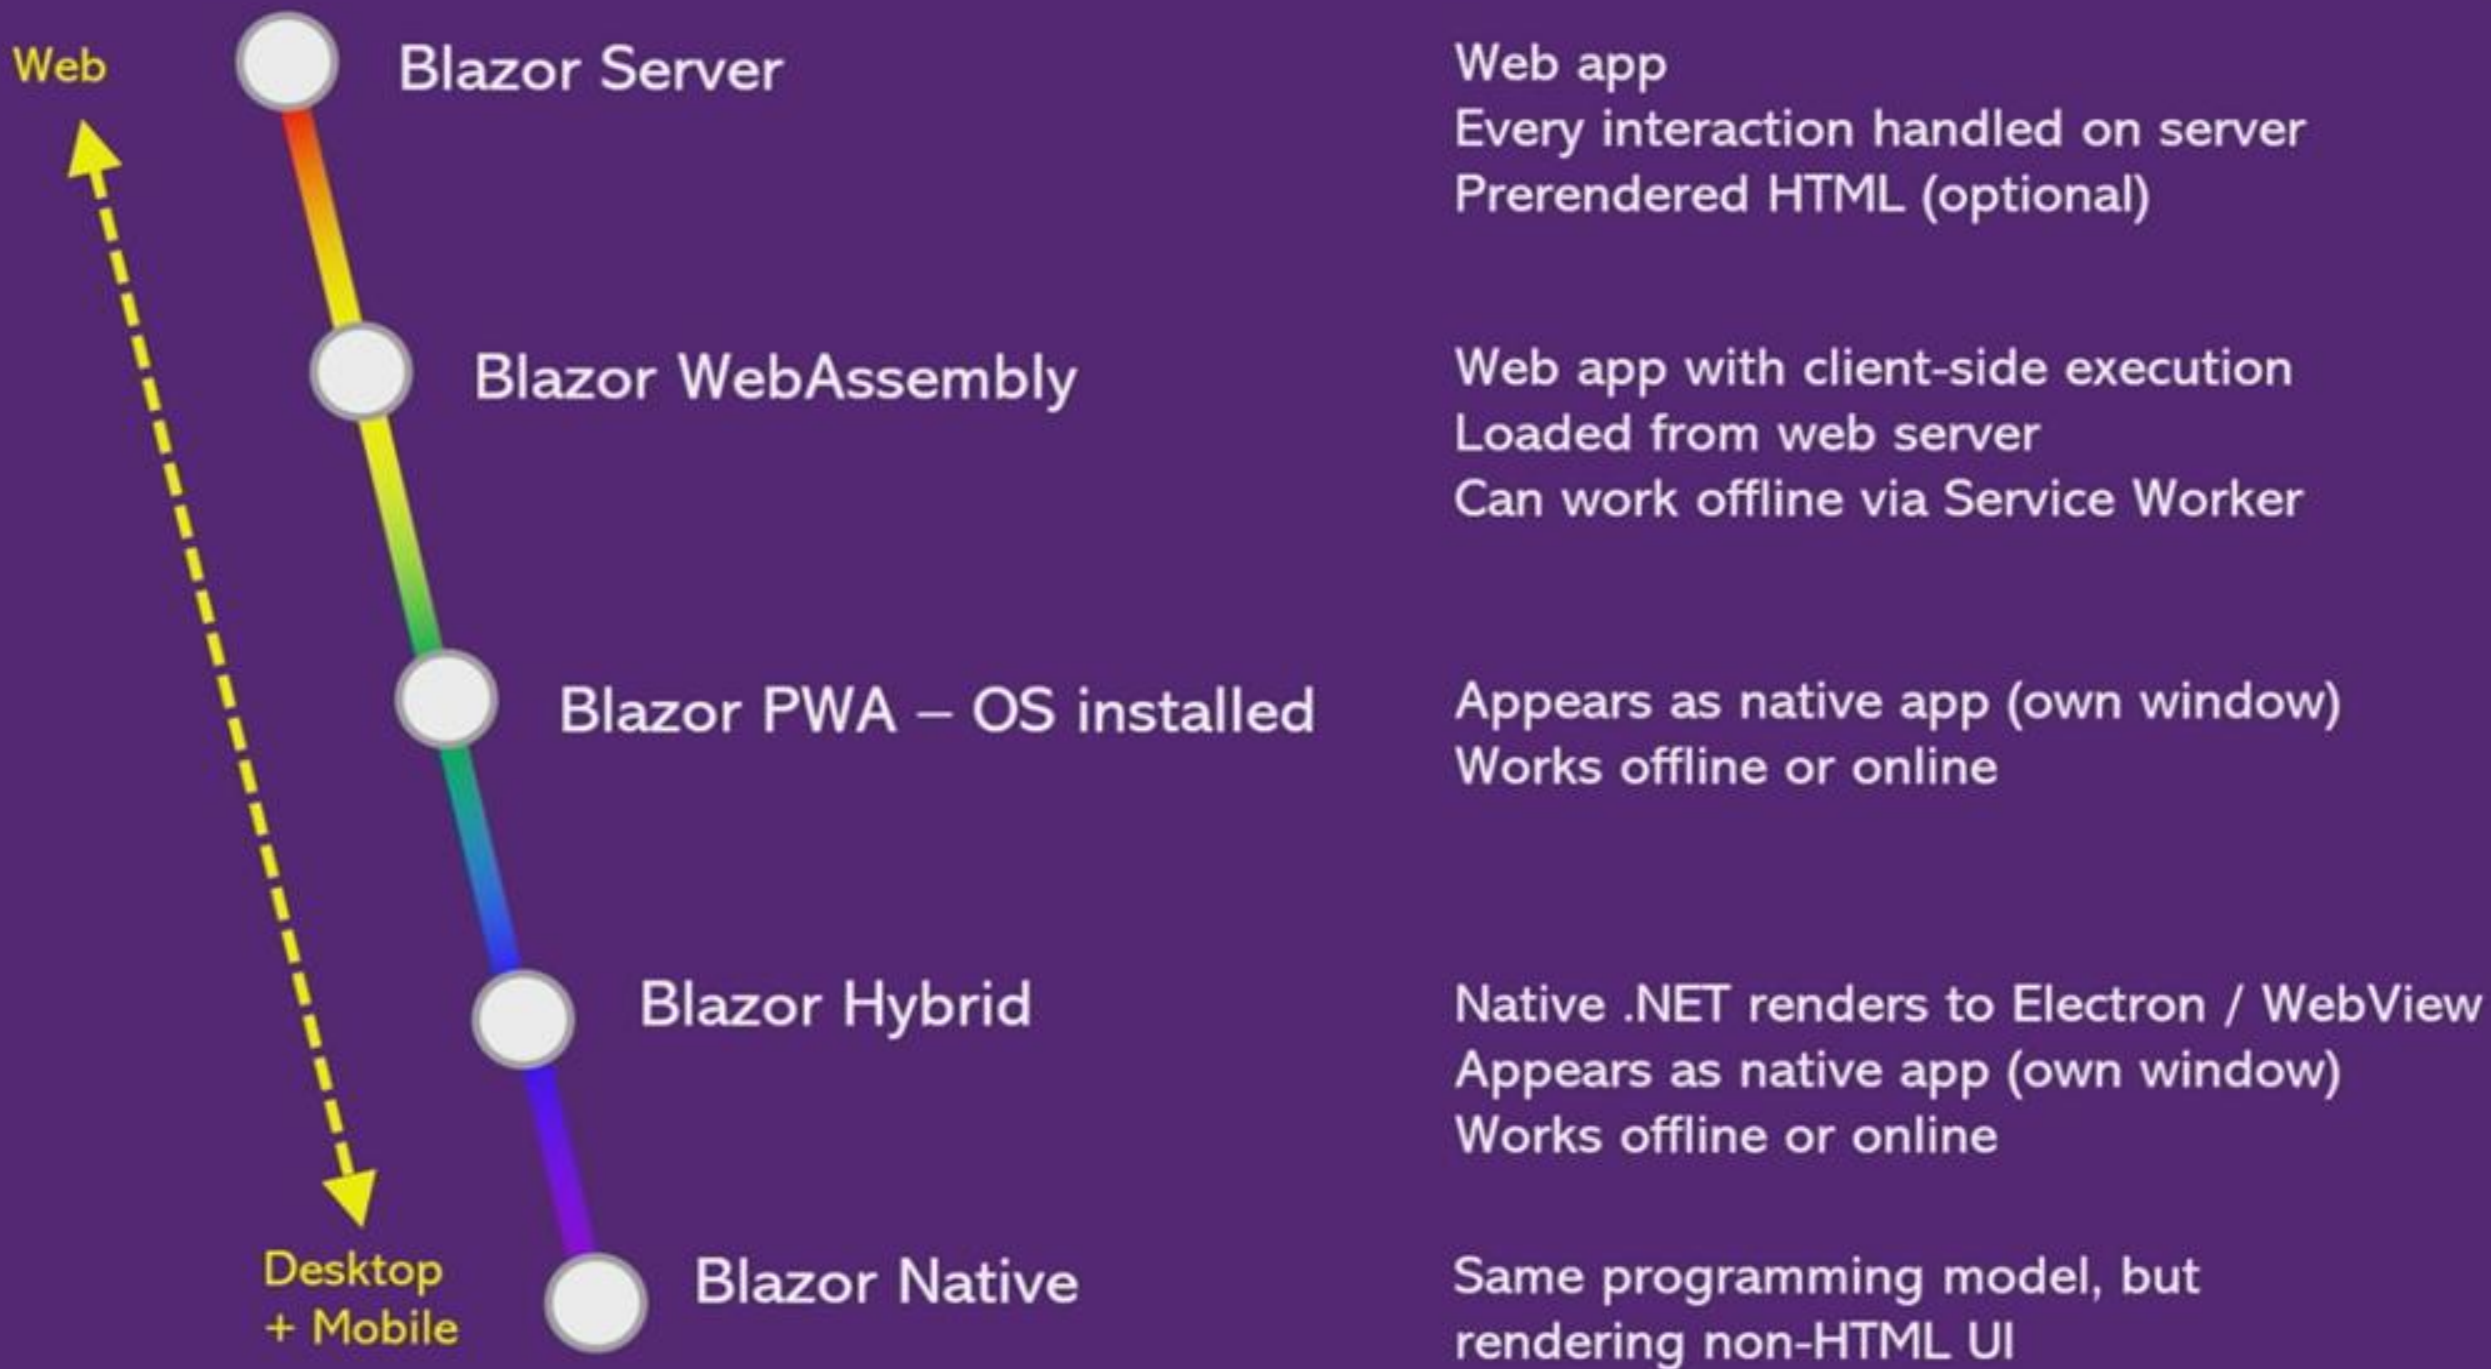 Web
Blazor Server
Web app
Every interaction handled on server
Prerendered HTML (optional)
Blazor WebAssembly
Web app with client-side execution
Loaded from web server
Can work offline via Service Worker
Blazor PWA – OS installed
Appears as native app (own window)
Works offline or online
Blazor Hybrid
Native .NET renders to Electron / WebView
Appears as native app (own window)
Works offline or online
Desktop
+ Mobile
Blazor Native
Same programming model, but
rendering non-HTML UI